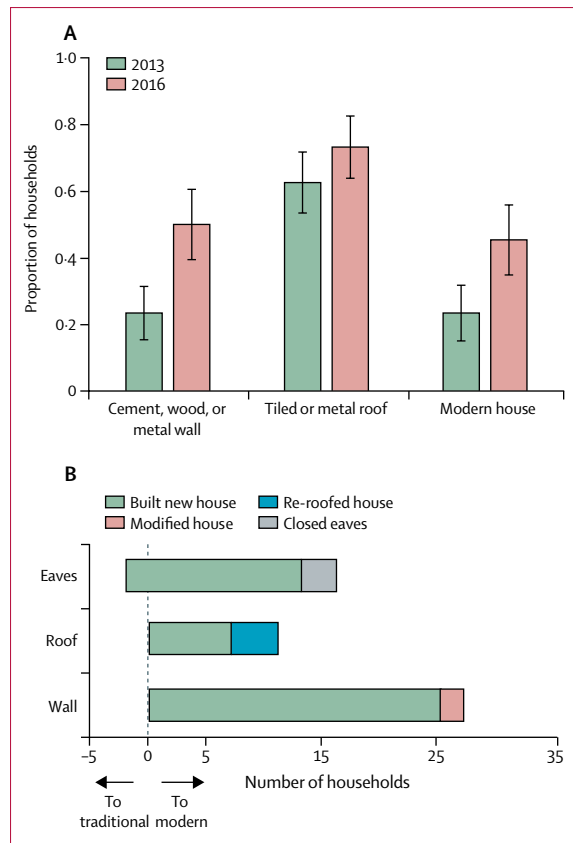 A
2013
2016
1·0
0·8
0·6
0·4
0·2
0
Proportion of households
Cement, wood, or
metal wall
Tiled or metal roof
Modern house
B
Built new house
Re-roofed house
Modified house
Closed eaves
Eaves
Roof
Wall
–5
0
5
15
25
35
Number of households
To
traditional
To
modern